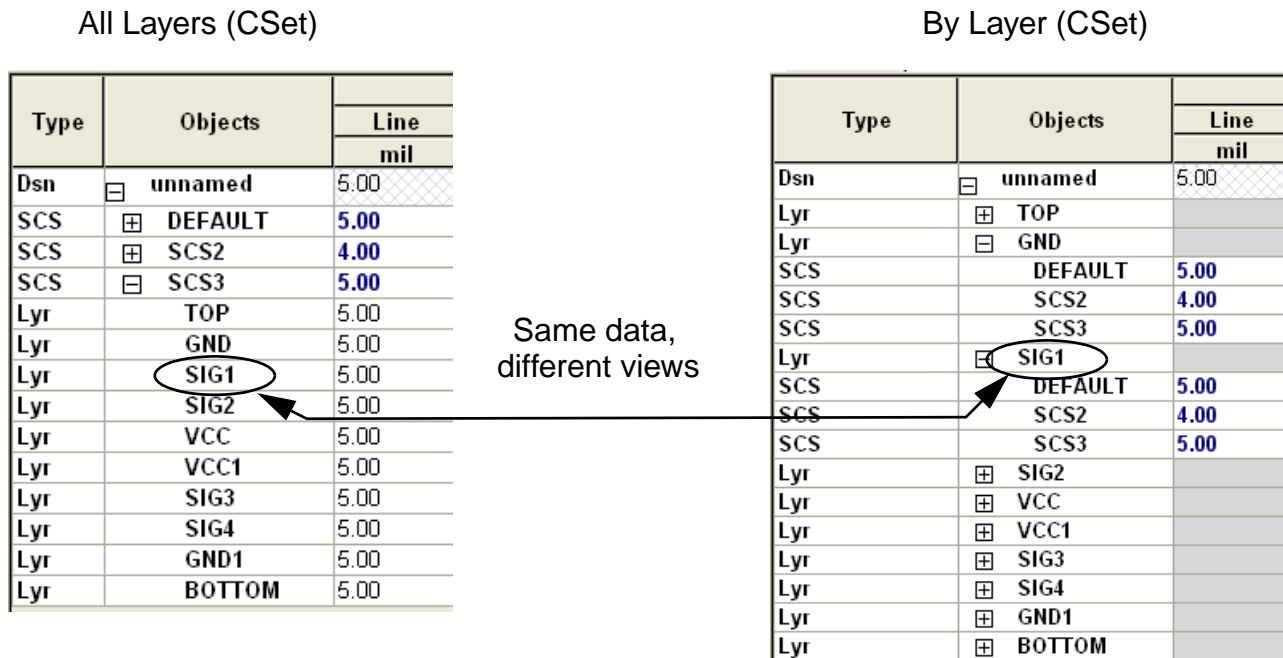 All Layers (CSet)
Type Objects Line
mil
Dsn unnamed 5.00
SCS DEFAULT 5.00
SCS SCS2 4.00
SCS SCS3 5.00
Lyr TOP 5.00
Lyr GND 5.00
Lyr SIG1 5.00
Lyr SIG2 5.00
Lyr VCC 5.00
Lyr VCC1 5.00
Lyr SIG3 5.00
Lyr SIG4 5.00
Lyr GND1 5.00
Lyr BOTTOM 5.00
Same data,
different views
By Layer (CSet)
Type Objects Line
mil
Dsn unnamed 5.00
Lyr TOP
Lyr GND
SCS DEFAULT 5.00
SCS SCS2 4.00
SCS SCS3 5.00
Lyr SIG1
SCS DEFAULT 5.00
SCS SCS2 4.00
SCS SCS3 5.00
Lyr SIG2
Lyr VCC
Lyr VCC1
Lyr SIG3
Lyr SIG4
Lyr GND1
Lyr BOTTOM